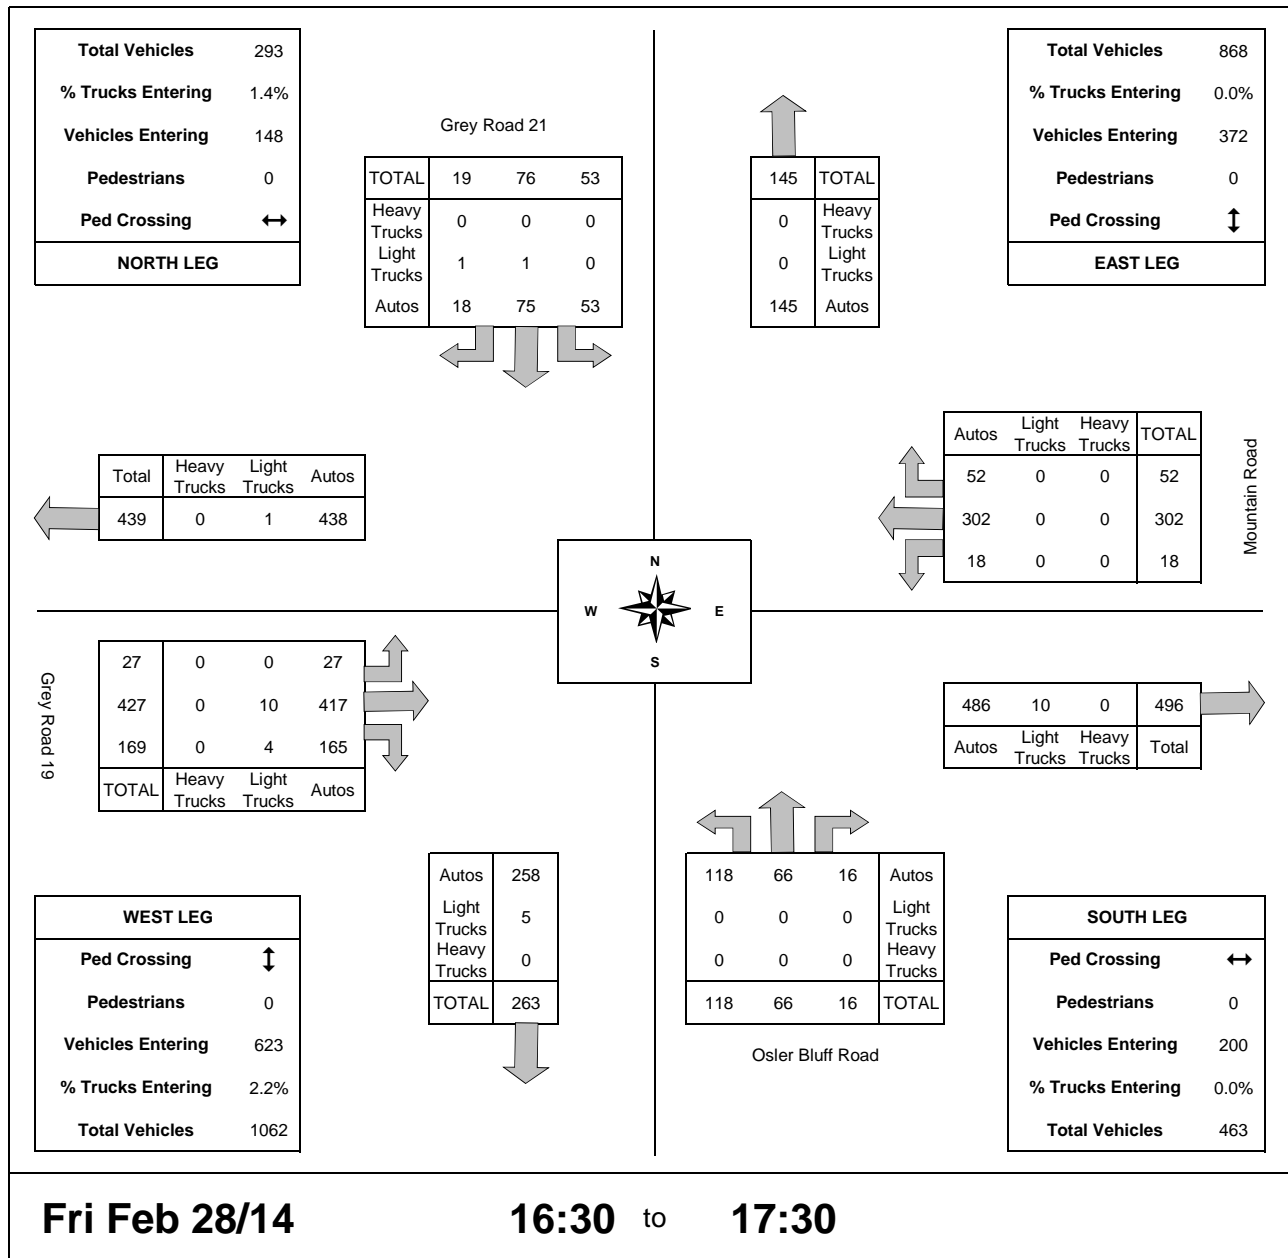 Total Vehicles 293
% Trucks Entering 1.4%
Vehicles Entering 148
Pedestrians 0
Ped Crossing ↔
NORTH LEG
Grey Road 21
TOTAL 19 76 53
Heavy
Trucks 0 0 0
Light
Trucks 1 1 0
Autos 18 75 53
145 TOTAL
0 Heavy
Trucks
0 Light
Trucks
145 Autos
Total Vehicles 868
% Trucks Entering 0.0%
Vehicles Entering 372
Pedestrians 0
Ped Crossing ↕
EAST LEG
Total Heavy
Trucks Light
Trucks Autos
439 0 1 438
Autos Light
Trucks Heavy
Trucks TOTAL
52 0 0 52
302 0 0 302
18 0 0 18
Mountain Road
N
W E
S
Grey Road 19
27 0 0 27
427 0 10 417
169 0 4 165
TOTAL Heavy
Trucks Light
Trucks Autos
486 10 0 496
Autos Light
Trucks Heavy
Trucks Total
Autos 258
Light
Trucks 5
Heavy
Trucks 0
TOTAL 263
118 66 16 Autos
0 0 0 Light
Trucks
0 0 0 Heavy
Trucks
118 66 16 TOTAL
Osler Bluff Road
WEST LEG
Ped Crossing ↕
Pedestrians 0
Vehicles Entering 623
% Trucks Entering 2.2%
Total Vehicles 1062
SOUTH LEG
Ped Crossing ↔
Pedestrians 0
Vehicles Entering 200
% Trucks Entering 0.0%
Total Vehicles 463
Fri Feb 28/14 16:30 to 17:30